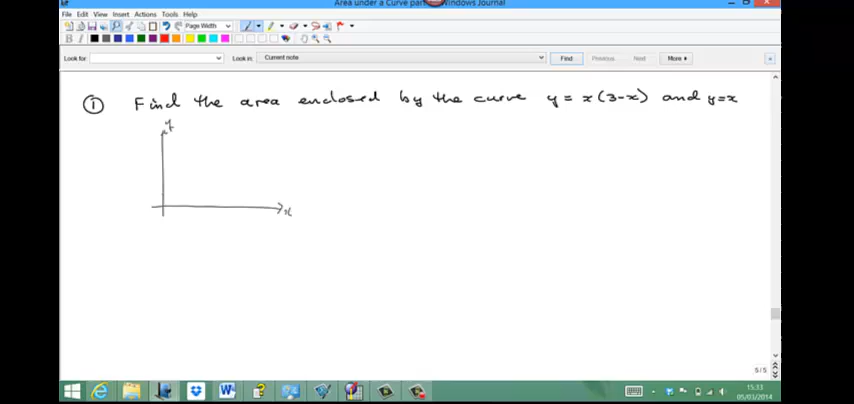 Area under a Curve part Windows Journal
File Edit View Insert Actions Tools Help
Page Width
B I
Look for: Look in: Current note Find Previous Next More
① Find the area enclosed by the curve y = x(3-x) and y=x
y
x
5/5
15:33
05/03/2014